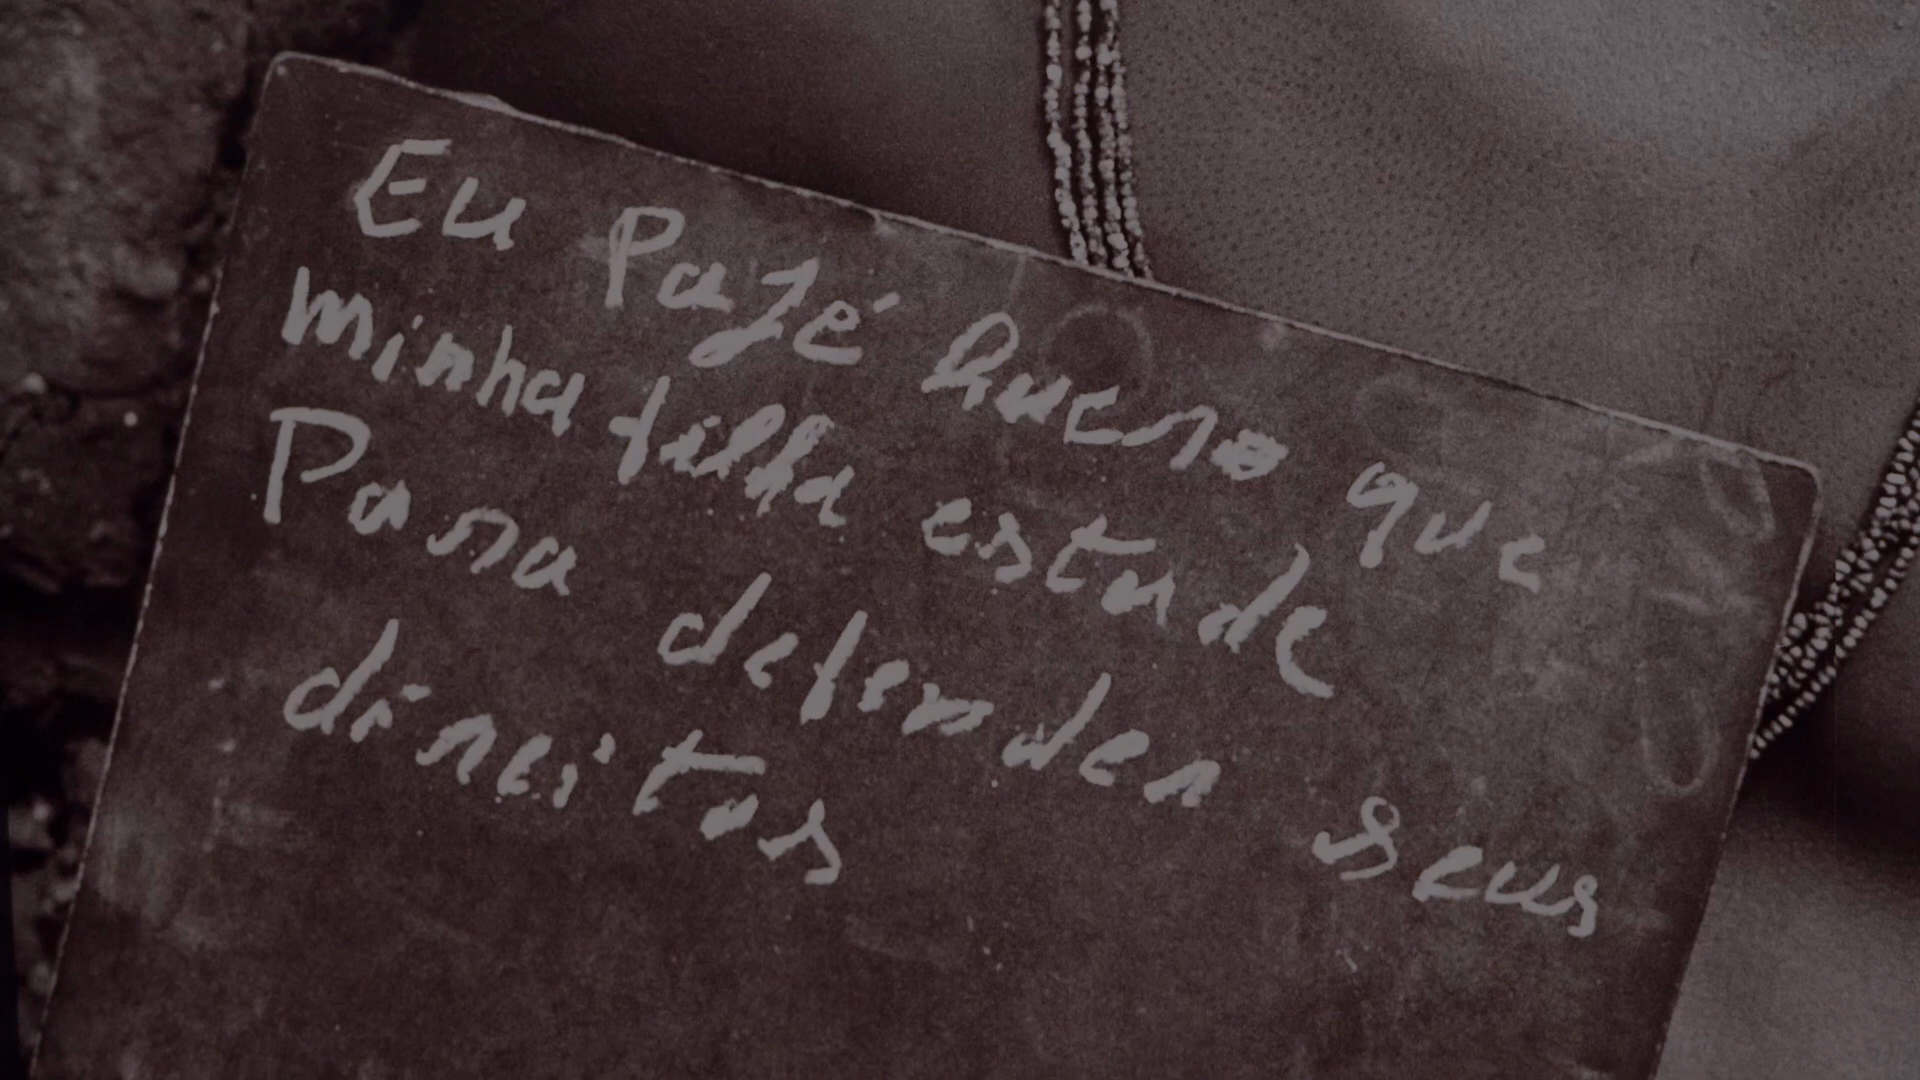 Eu Pajé Quero que
minha filha estude
Para defender seus
direitos